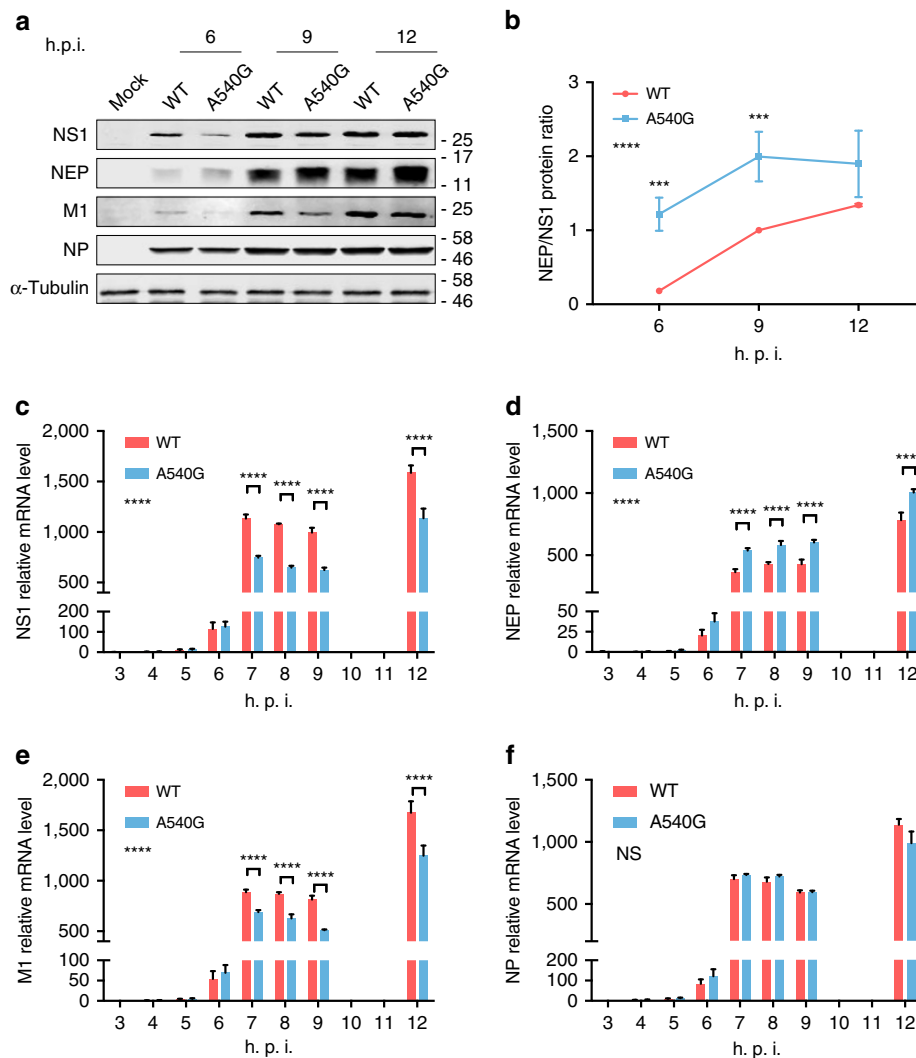 a
h.p.i. 6 9 12
Mock WT A540G WT A540G WT A540G
NS1 - 25
NEP - 17
- 11
M1 - 25
NP - 58
- 46
α-Tubulin - 58
- 46
b
NEP/NS1 protein ratio
3
2
1
0
WT
A540G
****
***
***
6 9 12
h. p. i.
c
NS1 relative mRNA level
2,000
1,500
1,000
500
200
100
0
WT
A540G
****
**** **** **** ****
3 4 5 6 7 8 9 10 11 12
h. p. i.
d
NEP relative mRNA level
1,500
1,000
500
50
25
0
WT
A540G
****
**** **** ****
3 4 5 6 7 8 9 10 11 12
h. p. i.
e
M1 relative mRNA level
2,000
1,500
1,000
500
100
50
0
WT
A540G
****
**** **** **** ****
3 4 5 6 7 8 9 10 11 12
h. p. i.
f
NP relative mRNA level
1,500
1,000
500
200
100
0
WT
A540G
NS
3 4 5 6 7 8 9 10 11 12
h. p. i.